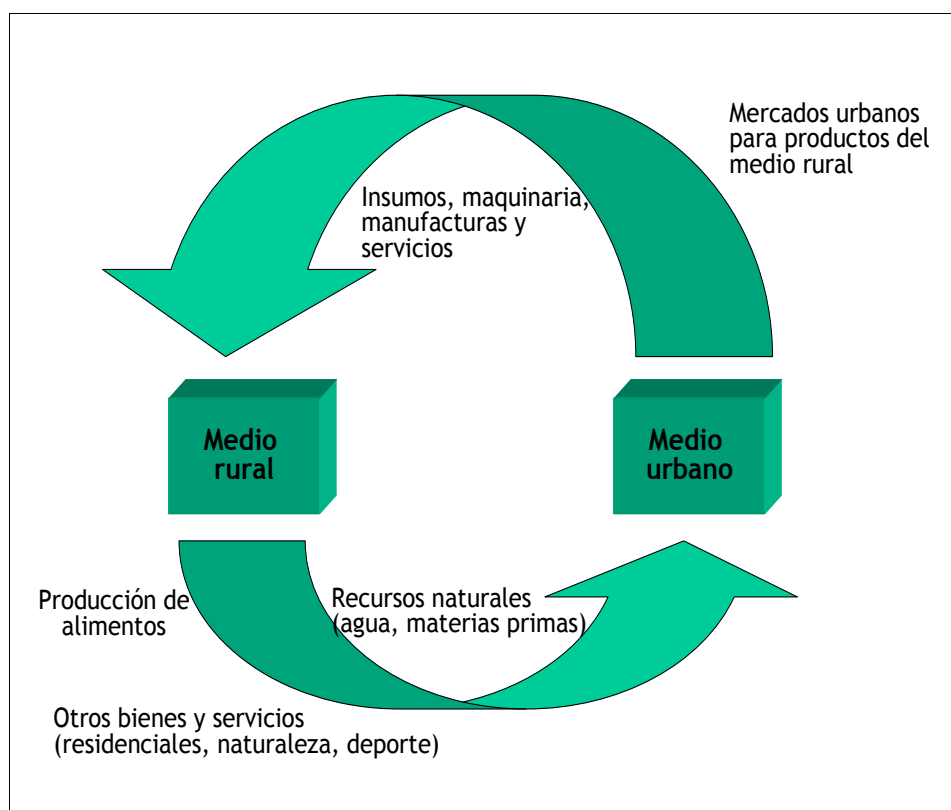 Mercados urbanos
para productos del
medio rural
Insumos, maquinaria,
manufacturas y
servicios
Medio
rural
Medio
urbano
Producción de
alimentos
Recursos naturales
(agua, materias primas)
Otros bienes y servicios
(residenciales, naturaleza, deporte)